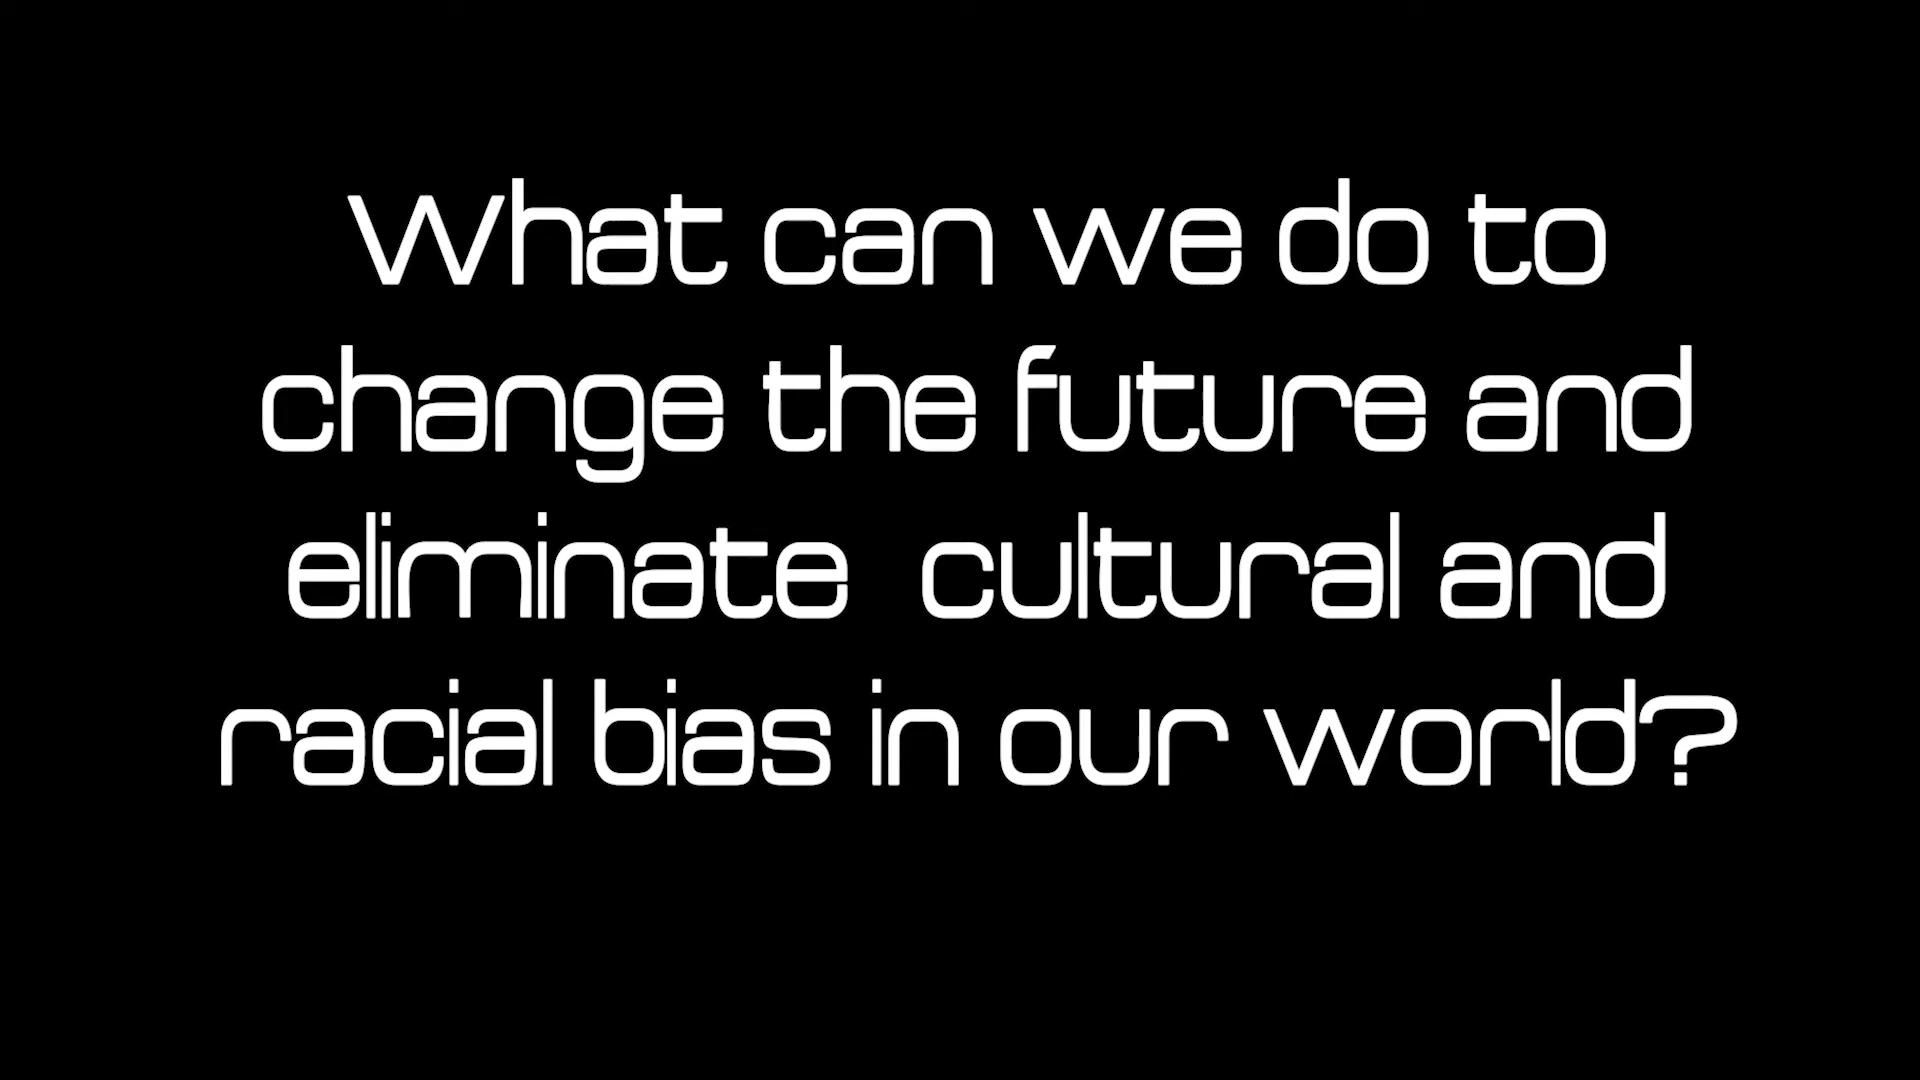 What can we do to
change the future and
eliminate  cultural and
racial bias in our world?